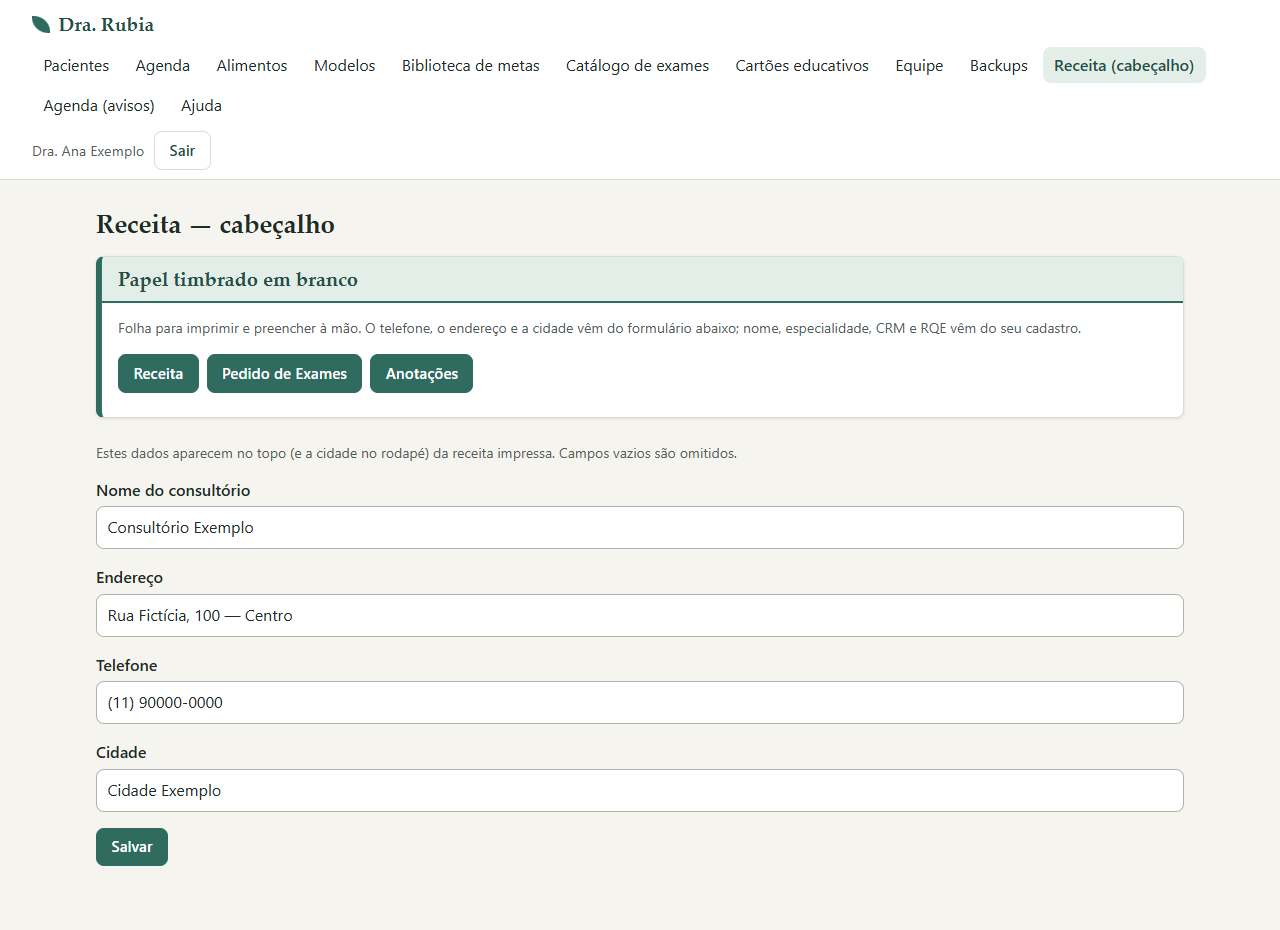 Dra. Rubia
Pacientes Agenda Alimentos Modelos Biblioteca de metas Catálogo de exames Cartões educativos Equipe Backups Receita (cabeçalho)
Agenda (avisos) Ajuda
Dra. Ana Exemplo Sair
Receita — cabeçalho
Papel timbrado em branco
Folha para imprimir e preencher à mão. O telefone, o endereço e a cidade vêm do formulário abaixo; nome, especialidade, CRM e RQE vêm do seu cadastro.
Receita Pedido de Exames Anotações
Estes dados aparecem no topo (e a cidade no rodapé) da receita impressa. Campos vazios são omitidos.
Nome do consultório
Consultório Exemplo
Endereço
Rua Fictícia, 100 — Centro
Telefone
(11) 90000-0000
Cidade
Cidade Exemplo
Salvar